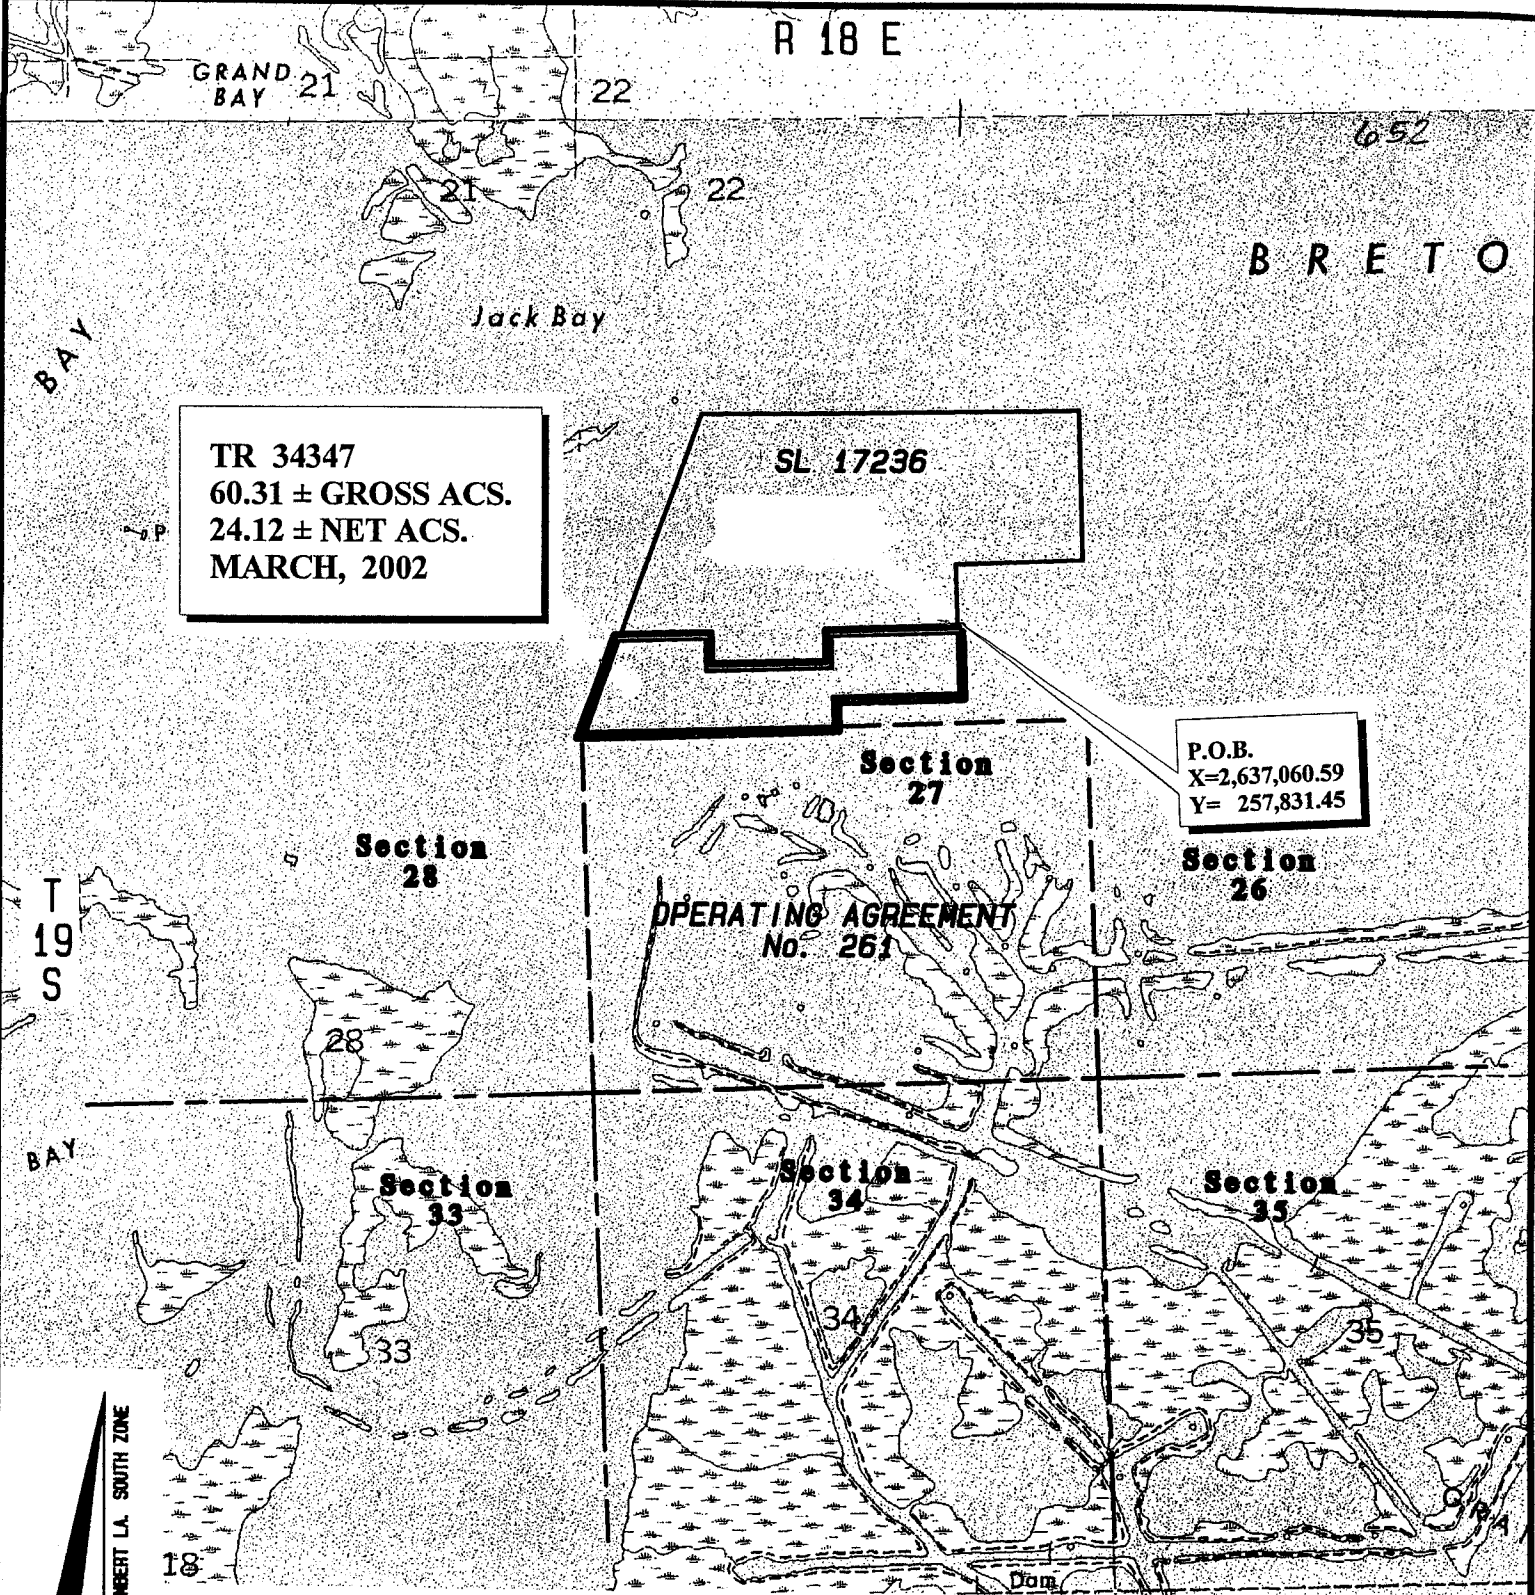 R 18 E
GRAND
BAY
21
22
652
21
22
BRETO
Jack Bay
BAY
TR 34347
60.31 ± GROSS ACS.
24.12 ± NET ACS.
MARCH, 2002
SL 17236
P
P.O.B.
X=2,637,060.59
Y= 257,831.45
Section
27
Section
28
Section
26
T
19
S
OPERATING AGREEMENT
No. 261
28
BAY
Section
33
Section
34
Section
35
34
35
33
MBERT LA. SOUTH ZONE
18
Dam